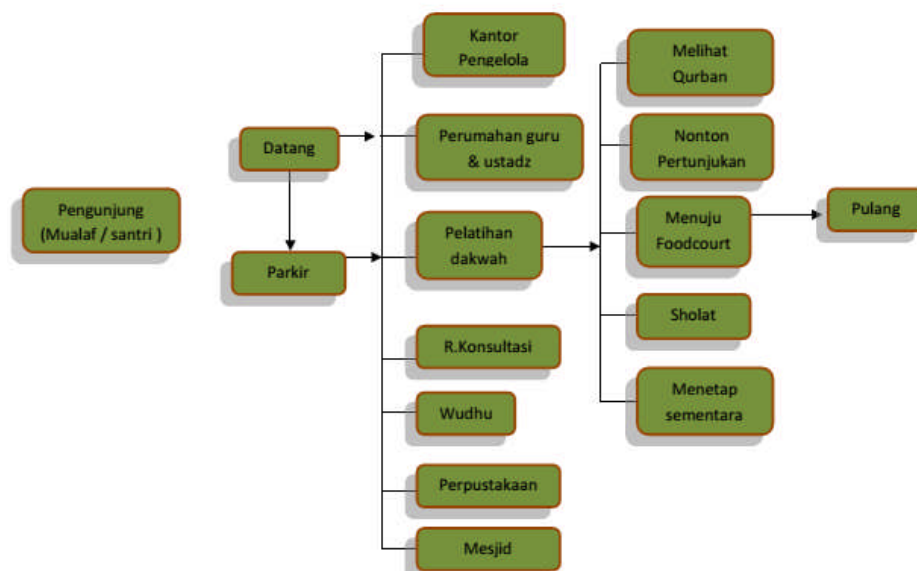 Pengunjung
(Mualaf / santri )
Datang
Parkir
Kantor
Pengelola
Perumahan guru
& ustadz
Pelatihan
dakwah
R.Konsultasi
Wudhu
Perpustakaan
Mesjid
Melihat
Qurban
Nonton
Pertunjukan
Menuju
Foodcourt
Sholat
Menetap
sementara
Pulang